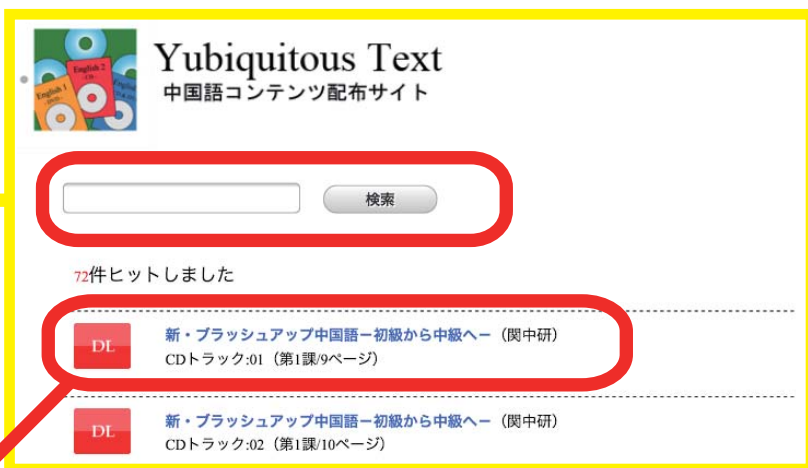 Yubiquitous Text
中国語コンテンツ配布サイト
English 2
-CD-
English 1
-DVD-
検索
72件ヒットしました
DL
新・ブラッシュアップ中国語ー初級から中級へー（関中研）
CDトラック:01（第1課/9ページ）
DL
新・ブラッシュアップ中国語ー初級から中級へー（関中研）
CDトラック:02（第1課/10ページ）